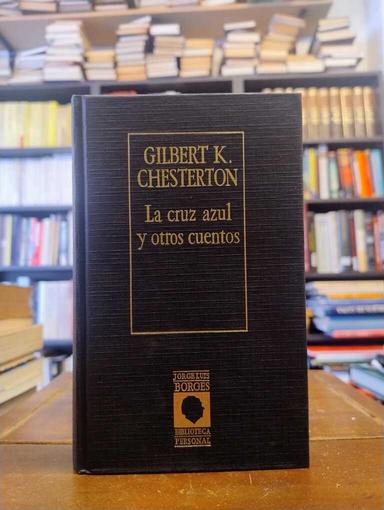 GILBERT K.
CHESTERTON
La cruz azul
y otros cuentos
JORGE LUIS
BORGES
BIBLIOTECA
PERSONAL